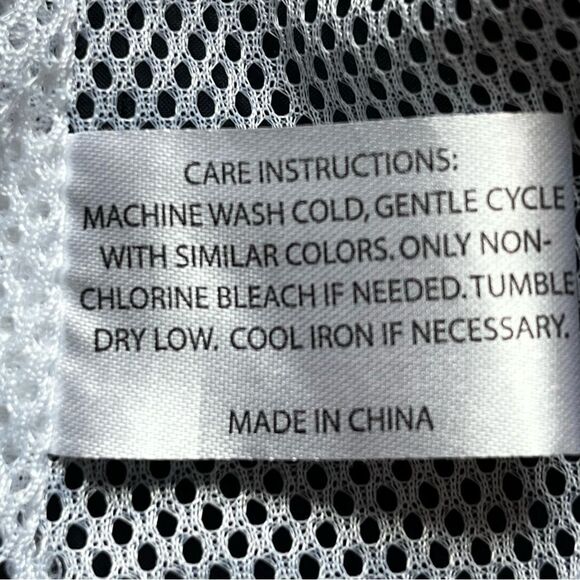 CARE INSTRUCTIONS:
MACHINE WASH COLD, GENTLE CYCLE
WITH SIMILAR COLORS. ONLY NON-
CHLORINE BLEACH IF NEEDED. TUMBLE
DRY LOW. COOL IRON IF NECESSARY.
MADE IN CHINA